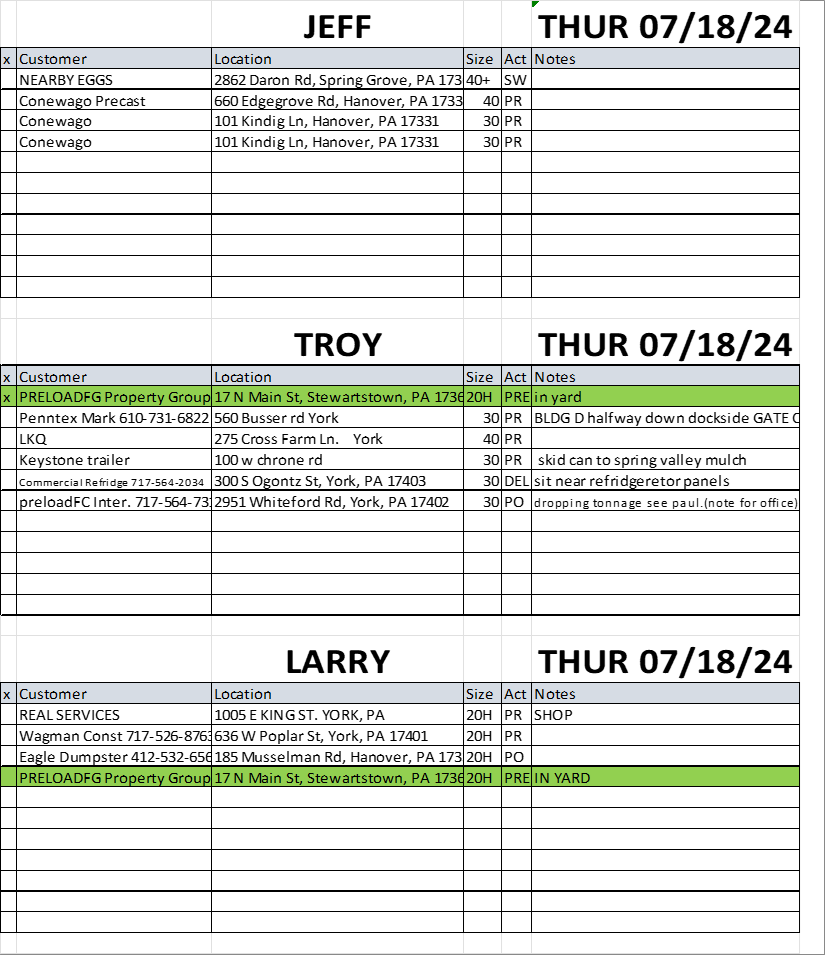 JEFF THUR 07/18/24
x Customer Location Size Act Notes
NEARBY EGGS 2862 Daron Rd, Spring Grove, PA 173 40+ SW
Conewago Precast 660 Edgegrove Rd, Hanover, PA 1733 40 PR
Conewago 101 Kindig Ln, Hanover, PA 17331 30 PR
Conewago 101 Kindig Ln, Hanover, PA 17331 30 PR
TROY THUR 07/18/24
x Customer Location Size Act Notes
x PRELOADFG Property Group 17 N Main St, Stewartstown, PA 1736 20H PRE in yard
Penntex Mark 610-731-6822 560 Busser rd York 30 PR BLDG D halfway down dockside GATE C
LKQ 275 Cross Farm Ln. York 40 PR
Keystone trailer 100 w chrone rd 30 PR skid can to spring valley mulch
Commercial Refridge 717-564-2034 300 S Ogontz St, York, PA 17403 30 DEL sit near refridgeretor panels
preloadFC Inter. 717-564-731 2951 Whiteford Rd, York, PA 17402 30 PO dropping tonnage see paul.(note for office)
LARRY THUR 07/18/24
x Customer Location Size Act Notes
REAL SERVICES 1005 E KING ST. YORK, PA 20H PR SHOP
Wagman Const 717-526-8763 636 W Poplar St, York, PA 17401 20H PR
Eagle Dumpster 412-532-656 185 Musselman Rd, Hanover, PA 173 20H PO
PRELOADFG Property Group 17 N Main St, Stewartstown, PA 1736 20H PRE IN YARD